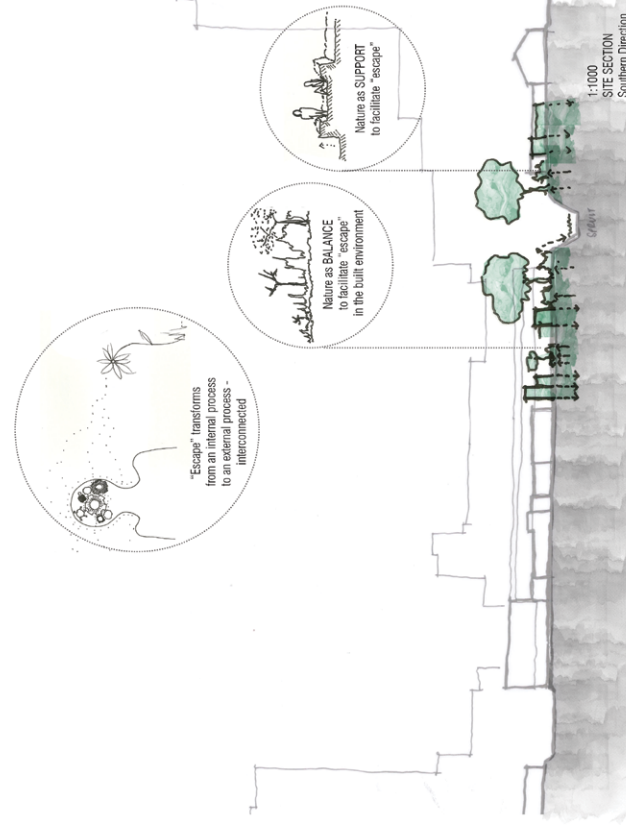 "Escape" transforms
from an internal process
to an external process -
interconnected
Nature as BALANCE
to facilitate "escape"
in the built environment
Nature as SUPPORT
to facilitate "escape"
1:1000
SITE SECTION
Southern Direction